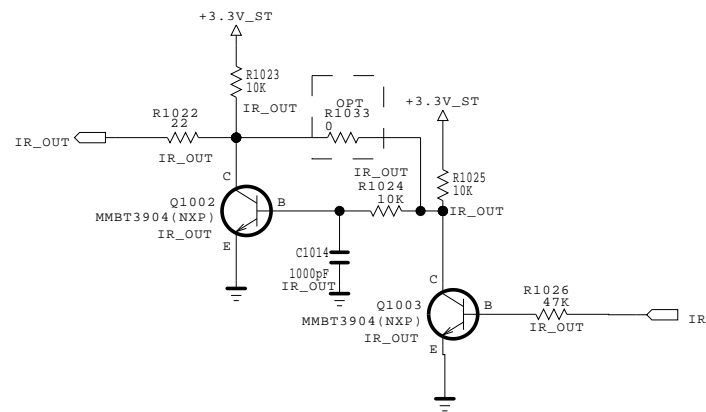 +3.3V_ST
R1023
10K
IR_OUT
OPT
R1033
0
IR_OUT
+3.3V_ST
R1022
22
IR_OUT
IR_OUT
R1025
10K
IR_OUT
R1024
10K
C
Q1002
B
MMBT3904(NXP)
IR_OUT
E
C1014
1000pF
IR_OUT
C
Q1003
B
MMBT3904(NXP)
IR_OUT
E
R1026
47K
IR_OUT
IR